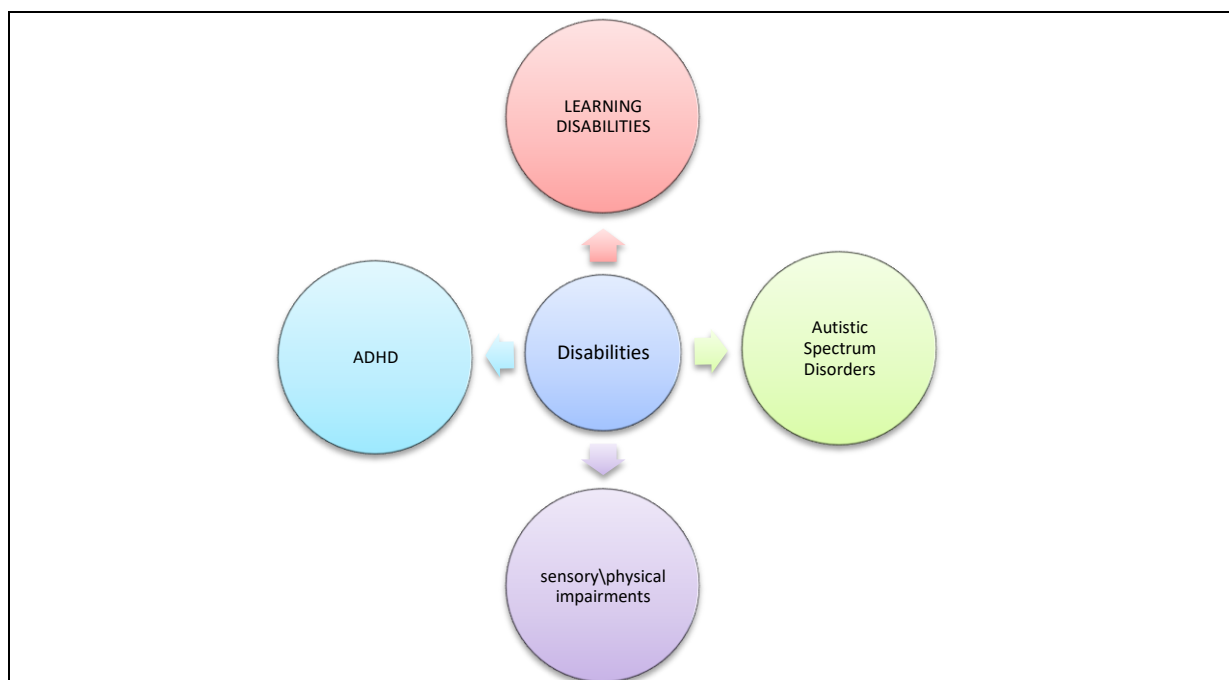 LEARNING
DISABILITIES
ADHD
Disabilities
Autistic
Spectrum
Disorders
sensory\physical
impairments